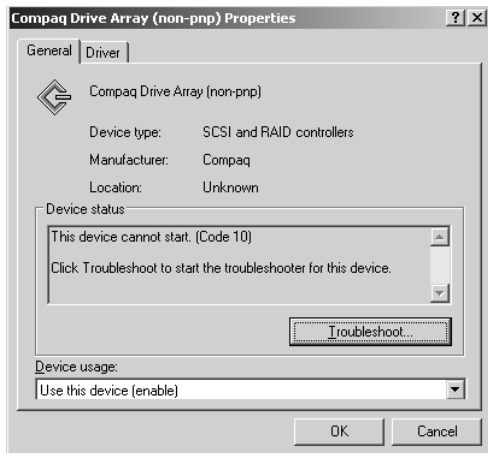 Compaq Drive Array (non-pnp) Properties
General
Driver
Compaq Drive Array (non-pnp)
Device type: SCSI and RAID controllers
Manufacturer: Compaq
Location: Unknown
Device status
This device cannot start. (Code 10)
Click Troubleshoot to start the troubleshooter for this device.
Troubleshoot...
Device usage:
Use this device (enable)
OK
Cancel